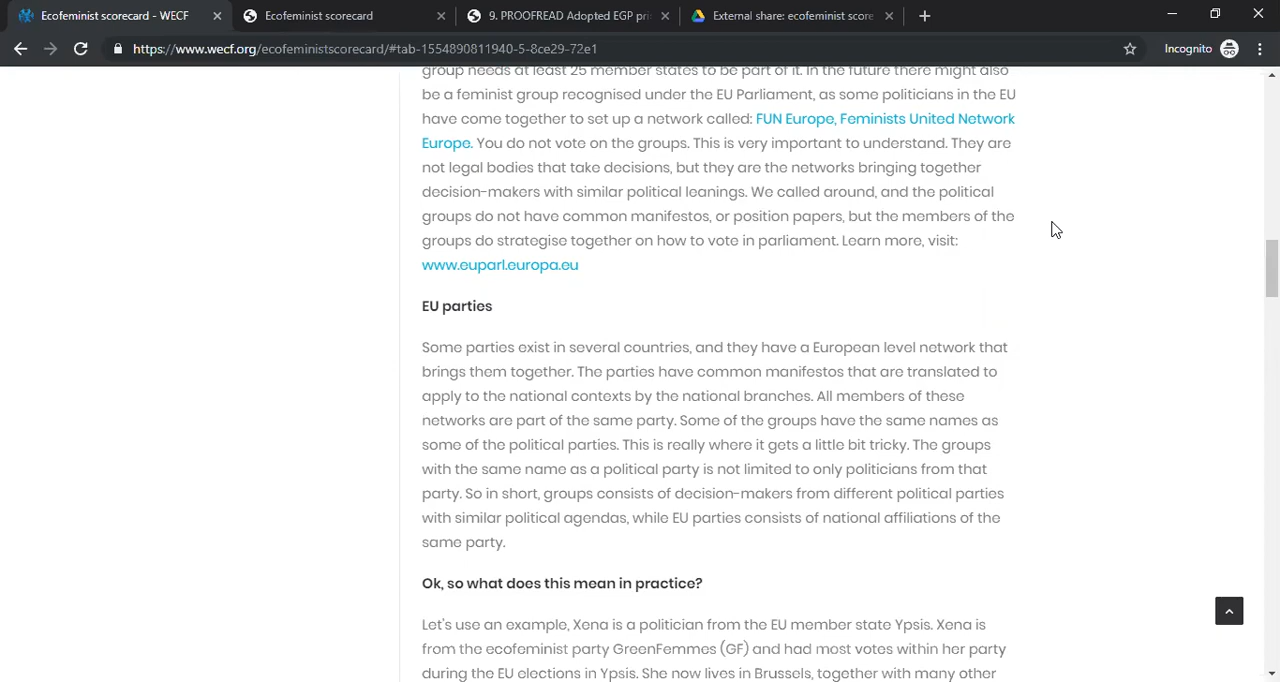 Ecofeminist scorecard - WECF
Ecofeminist scorecard
9. PROOFREAD Adopted EGP pri
External share: ecofeminist score
https://www.wecf.org/ecofeministscorecard/#tab-1554890811940-5-8ce29-72e1
Incognito
group needs at least 25 member states to be part of it. In the future there might also
be a feminist group recognised under the EU Parliament, as some politicians in the EU
have come together to set up a network called: FUN Europe, Feminists United Network
Europe. You do not vote on the groups. This is very important to understand. They are
not legal bodies that take decisions, but they are the networks bringing together
decision-makers with similar political leanings. We called around, and the political
groups do not have common manifestos, or position papers, but the members of the
groups do strategise together on how to vote in parliament. Learn more, visit:
www.euparl.europa.eu
EU parties
Some parties exist in several countries, and they have a European level network that
brings them together. The parties have common manifestos that are translated to
apply to the national contexts by the national branches. All members of these
networks are part of the same party. Some of the groups have the same names as
some of the political parties. This is really where it gets a little bit tricky. The groups
with the same name as a political party is not limited to only politicians from that
party. So in short, groups consists of decision-makers from different political parties
with similar political agendas, while EU parties consists of national affiliations of the
same party.
Ok, so what does this mean in practice?
Let's use an example, Xena is a politician from the EU member state Ypsis. Xena is
from the ecofeminist party GreenFemmes (GF) and had most votes within her party
during the EU elections in Ypsis. She now lives in Brussels, together with many other